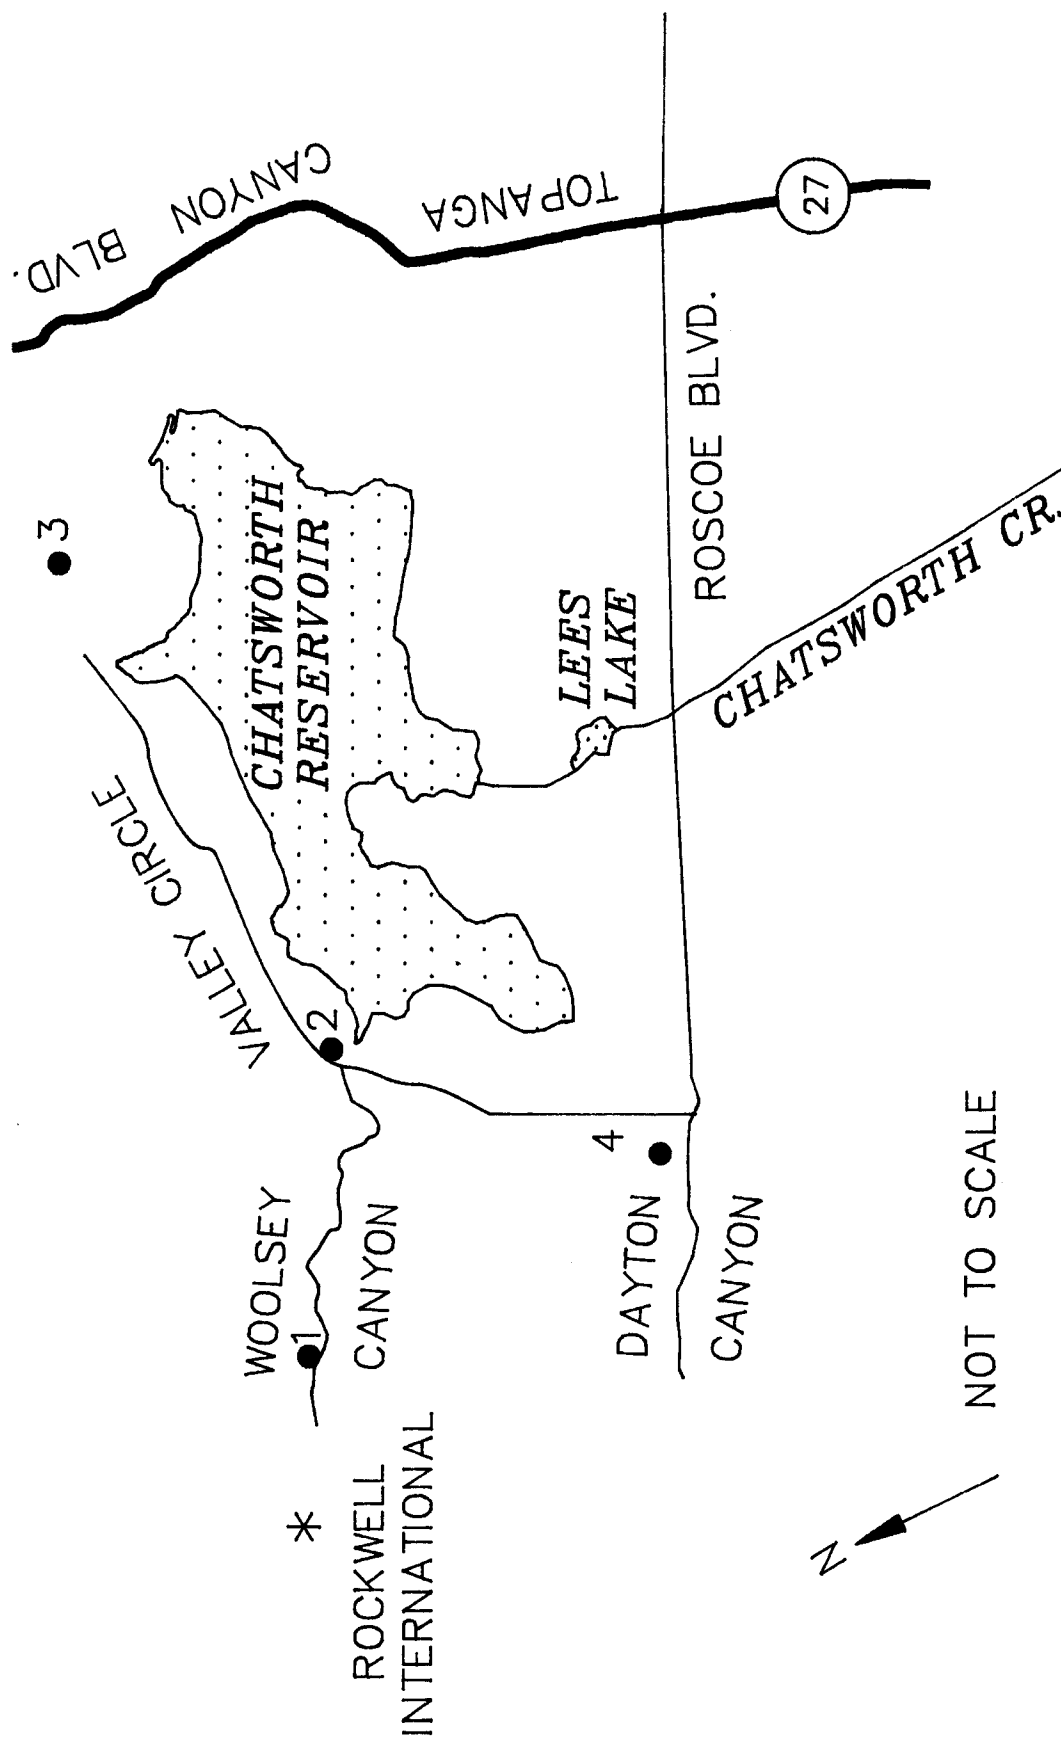 3
CANYON BLVD.
TOPANGA
27
VALLEY CIRCLE
CHATSWORTH
RESERVOIR
2
WOOLSEY
1
CANYON
LEES
LAKE
ROSCOE BLVD.
CHATSWORTH CR.
4
DAYTON
CANYON
*
ROCKWELL
INTERNATIONAL
N
NOT TO SCALE